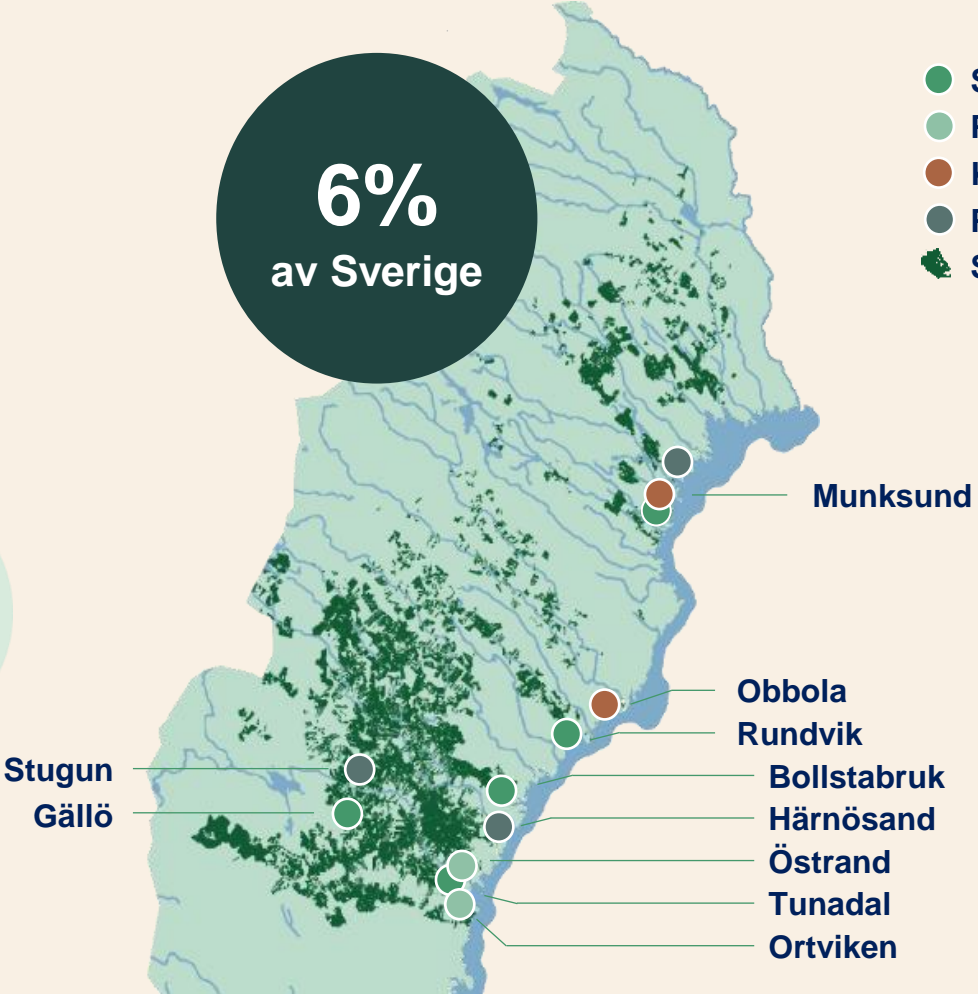 6%
av Sverige
Munksund
Obbola
Rundvik
Stugun
Bollstabruk
Gällö
Härnösand
Östrand
Tunadal
Ortviken